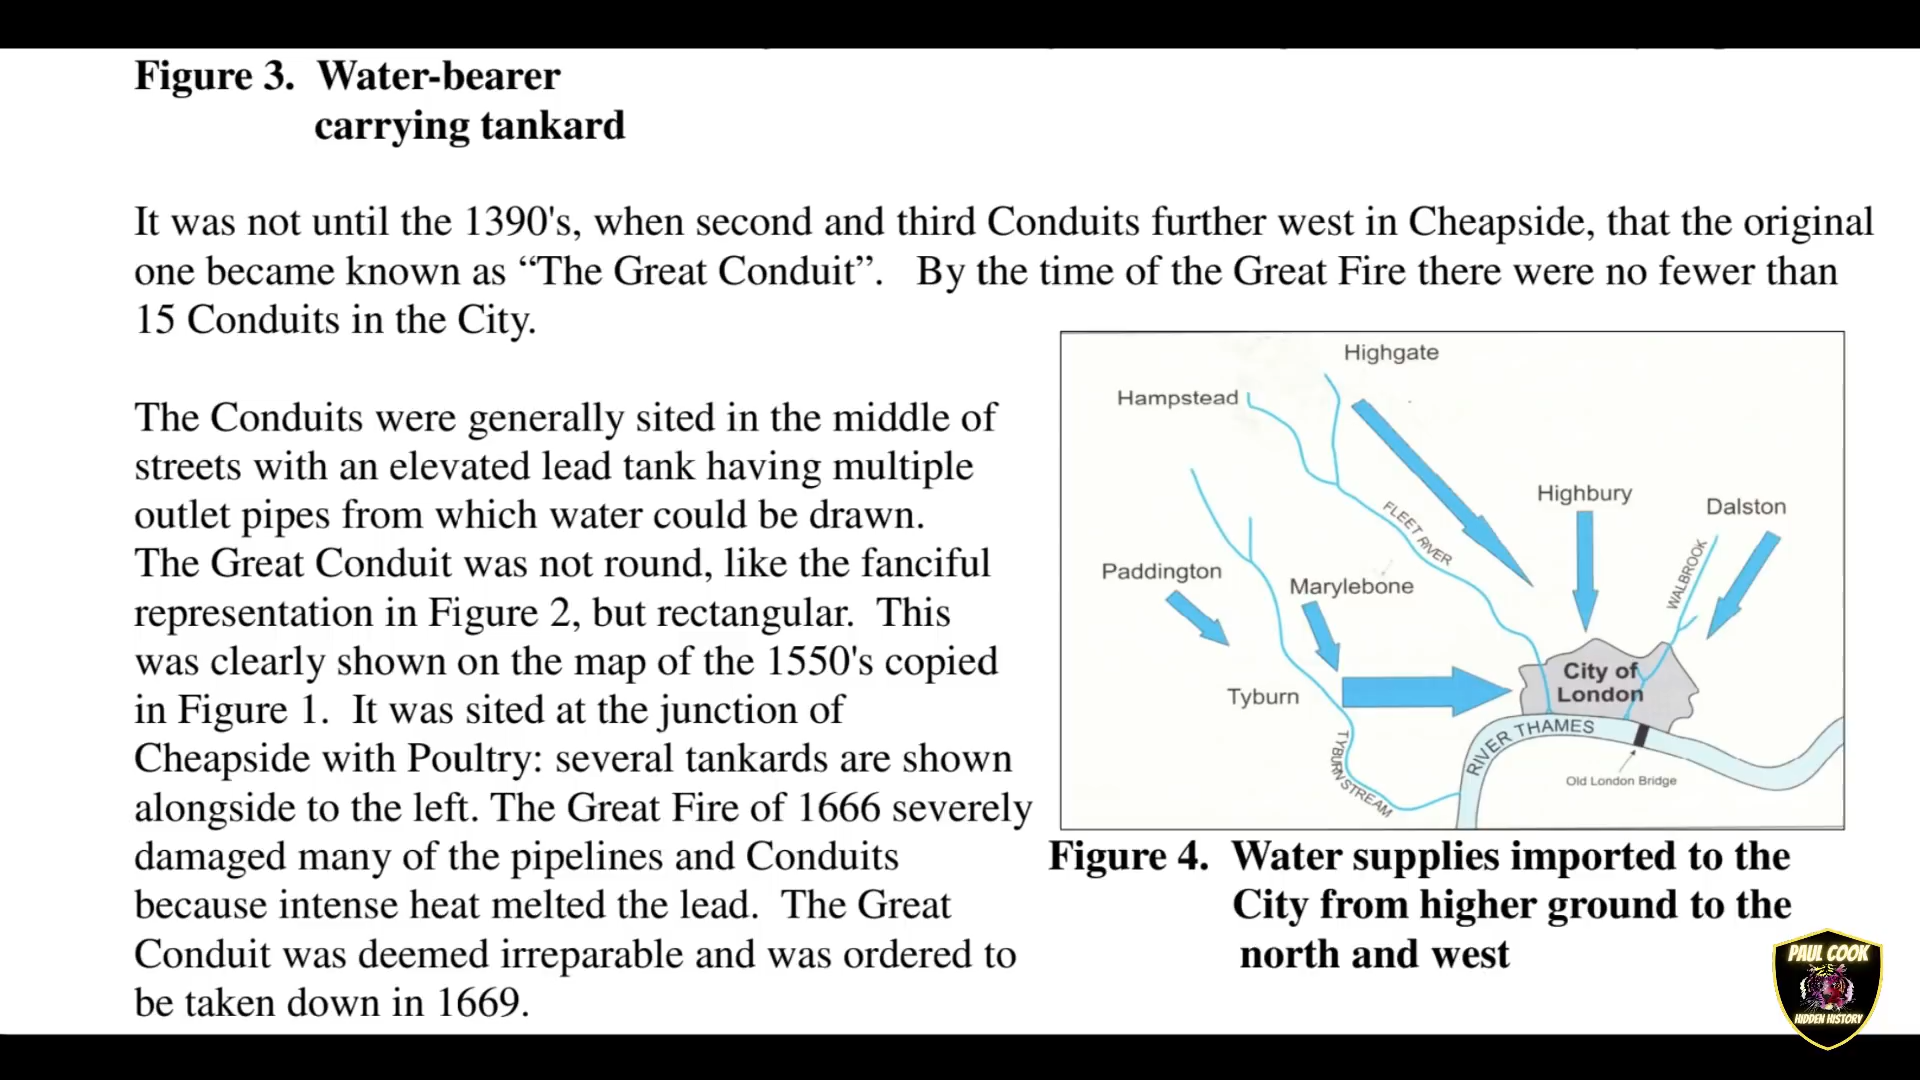 Figure 3. Water-bearer
carrying tankard
It was not until the 1390's, when second and third Conduits further west in Cheapside, that the original
one became known as “The Great Conduit”. By the time of the Great Fire there were no fewer than
15 Conduits in the City.
The Conduits were generally sited in the middle of
streets with an elevated lead tank having multiple
outlet pipes from which water could be drawn.
The Great Conduit was not round, like the fanciful
representation in Figure 2, but rectangular. This
was clearly shown on the map of the 1550's copied
in Figure 1. It was sited at the junction of
Cheapside with Poultry: several tankards are shown
alongside to the left. The Great Fire of 1666 severely
damaged many of the pipelines and Conduits
because intense heat melted the lead. The Great
Conduit was deemed irreparable and was ordered to
be taken down in 1669.
Highgate
Hampstead
Highbury
Dalston
FLEET RIVER
WALBROOK
Paddington
Marylebone
City of
London
Tyburn
RIVER THAMES
TYBURN STREAM
Old London Bridge
Figure 4. Water supplies imported to the
City from higher ground to the
north and west
PAUL COOK
HIDDEN HISTORY